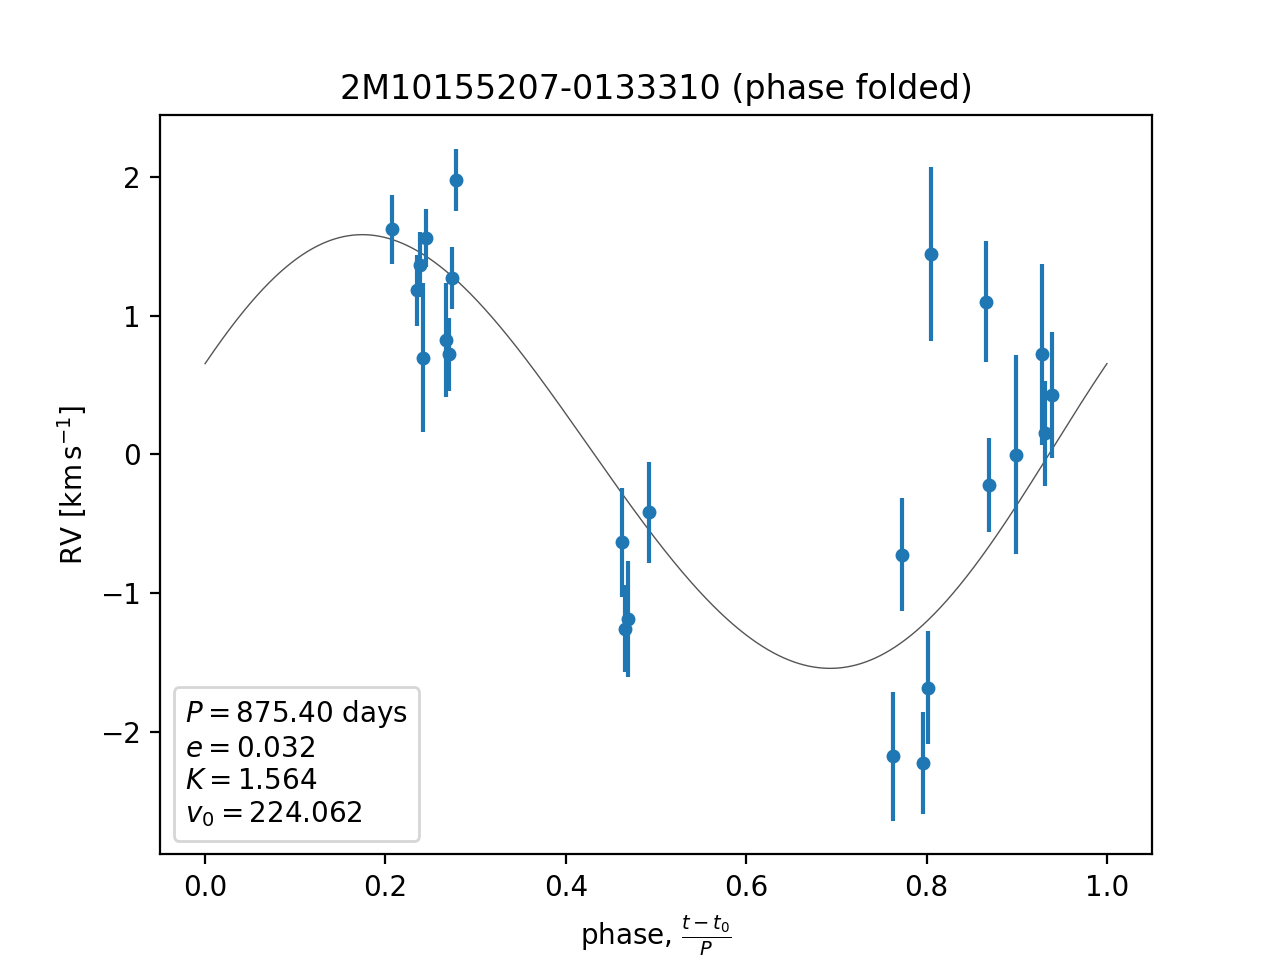 2M10155207-0133310 (phase folded)
2
1
0
−1
−2
RV [km s⁻¹]
P = 875.40 days
e = 0.032
K = 1.564
v₀ = 224.062
0.0 0.2 0.4 0.6 0.8 1.0
phase, (t − t₀)/P